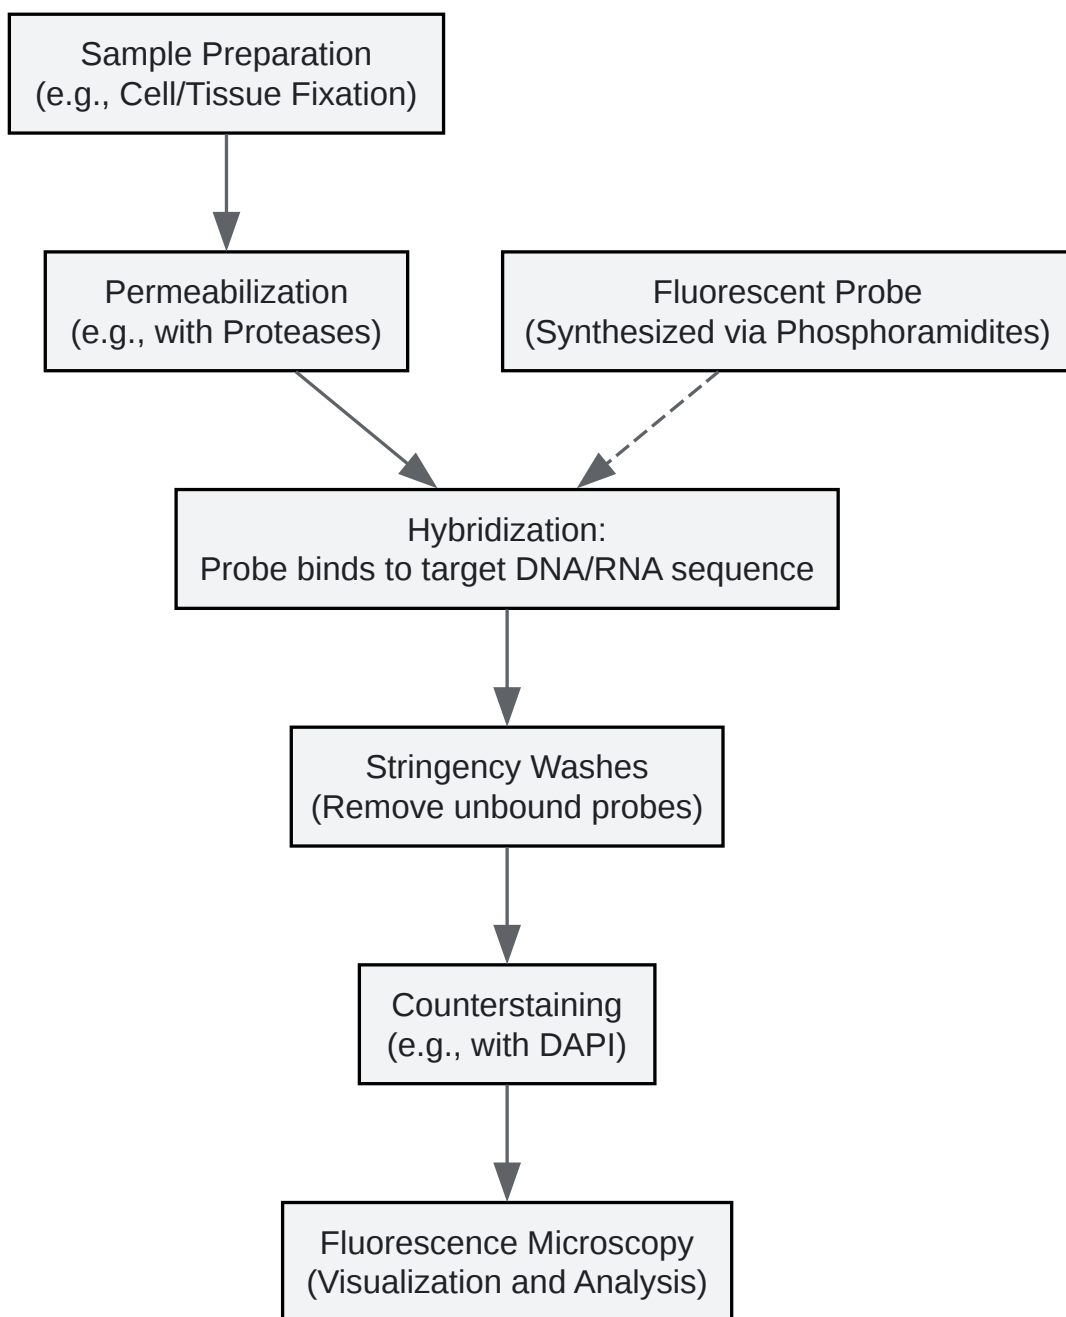 Sample Preparation
(e.g., Cell/Tissue Fixation)
Permeabilization
(e.g., with Proteases)
Fluorescent Probe
(Synthesized via Phosphoramidites)
Hybridization:
Probe binds to target DNA/RNA sequence
Stringency Washes
(Remove unbound probes)
Counterstaining
(e.g., with DAPI)
Fluorescence Microscopy
(Visualization and Analysis)